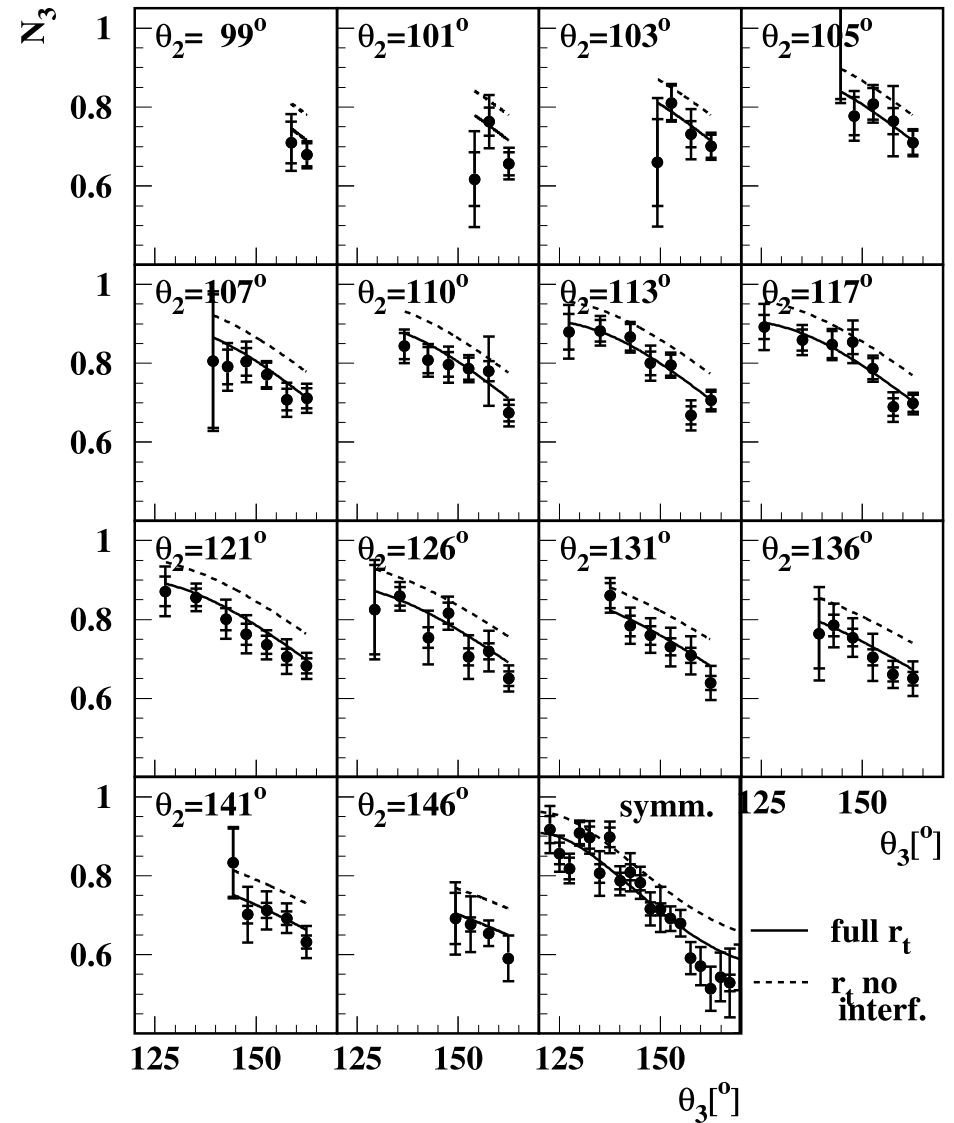 N₃
1
0.8
0.6
θ₂= 99°
θ₂=101°
θ₂=103°
θ₂=105°
1
0.8
0.6
θ₂=107°
θ₂=110°
θ₂=113°
θ₂=117°
1
0.8
0.6
θ₂=121°
θ₂=126°
θ₂=131°
θ₂=136°
1
0.8
0.6
θ₂=141°
θ₂=146°
symm.
125 150
θ₃[°]
full rₜ
rₜ no
interf.
125 150 125 150 125 150
θ₃[°]